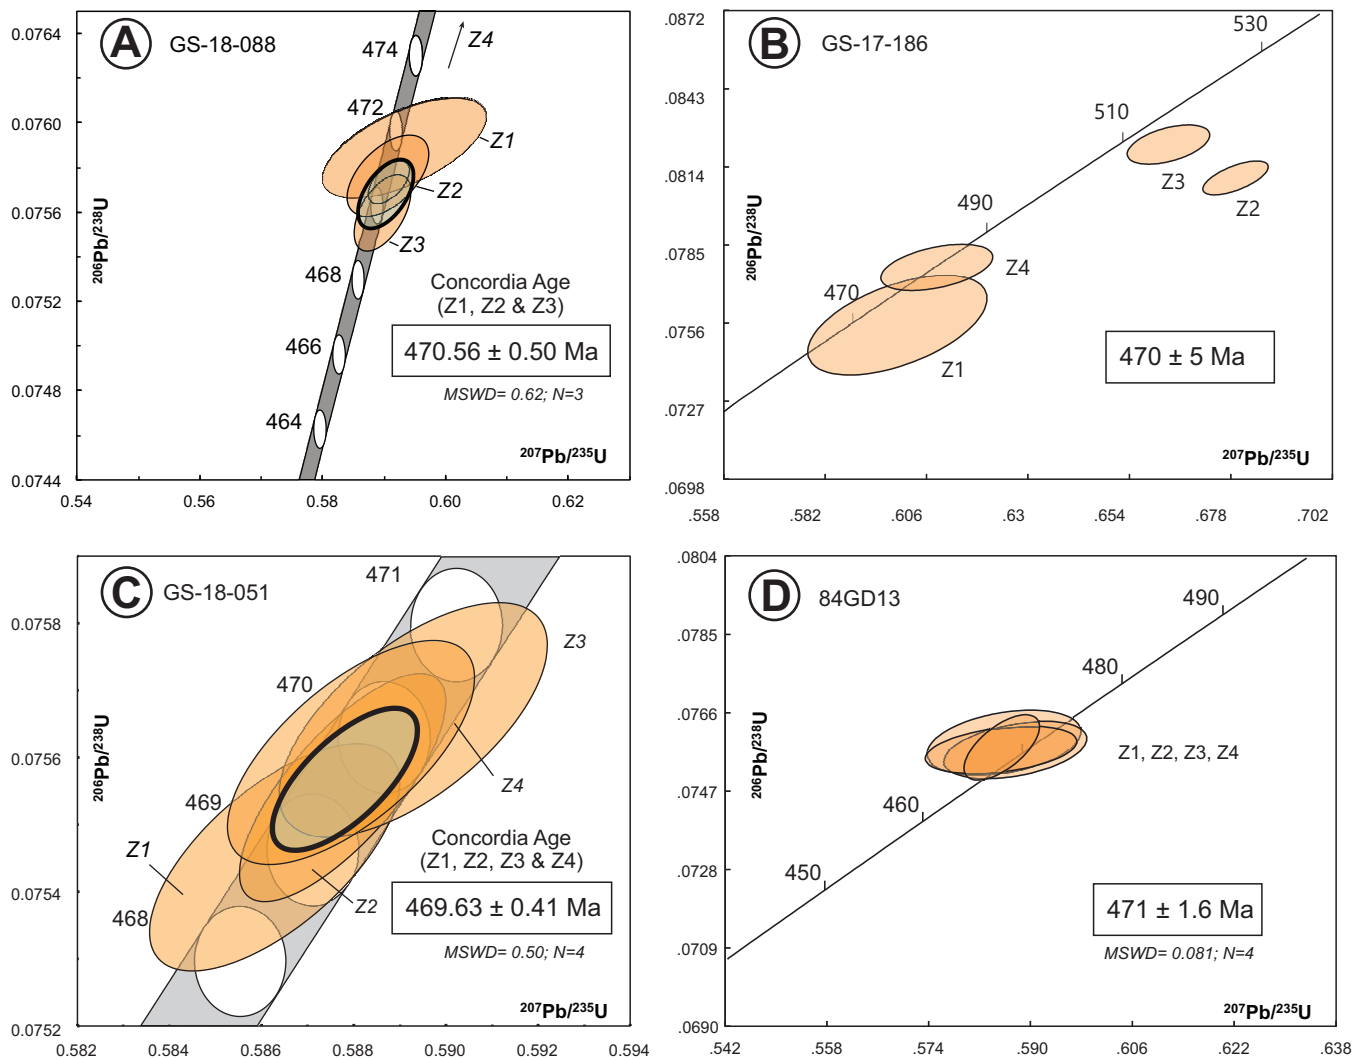 A GS-18-088
0.0764
0.0760
0.0756
0.0752
0.0748
0.0744
206Pb/238U
474
472
468
466
464
Z4
Z1
Z2
Z3
Concordia Age
(Z1, Z2 & Z3)
470.56 ± 0.50 Ma
MSWD= 0.62; N=3
207Pb/235U
0.54 0.56 0.58 0.60 0.62
B GS-17-186
.0872
.0843
.0814
.0785
.0756
.0727
.0698
206Pb/238U
530
510
490
470
Z3
Z2
Z4
Z1
470 ± 5 Ma
207Pb/235U
.558 .582 .606 .63 .654 .678 .702
C GS-18-051
0.0758
0.0756
0.0754
0.0752
206Pb/238U
471
470
469
468
Z3
Z4
Z1
Z2
Concordia Age
(Z1, Z2, Z3 & Z4)
469.63 ± 0.41 Ma
MSWD= 0.50; N=4
207Pb/235U
0.582 0.584 0.586 0.588 0.590 0.592 0.594
D 84GD13
.0804
.0785
.0766
.0747
.0728
.0709
.0690
206Pb/238U
490
480
460
450
Z1, Z2, Z3, Z4
471 ± 1.6 Ma
MSWD= 0.081; N=4
207Pb/235U
.542 .558 .574 .590 .606 .622 .638